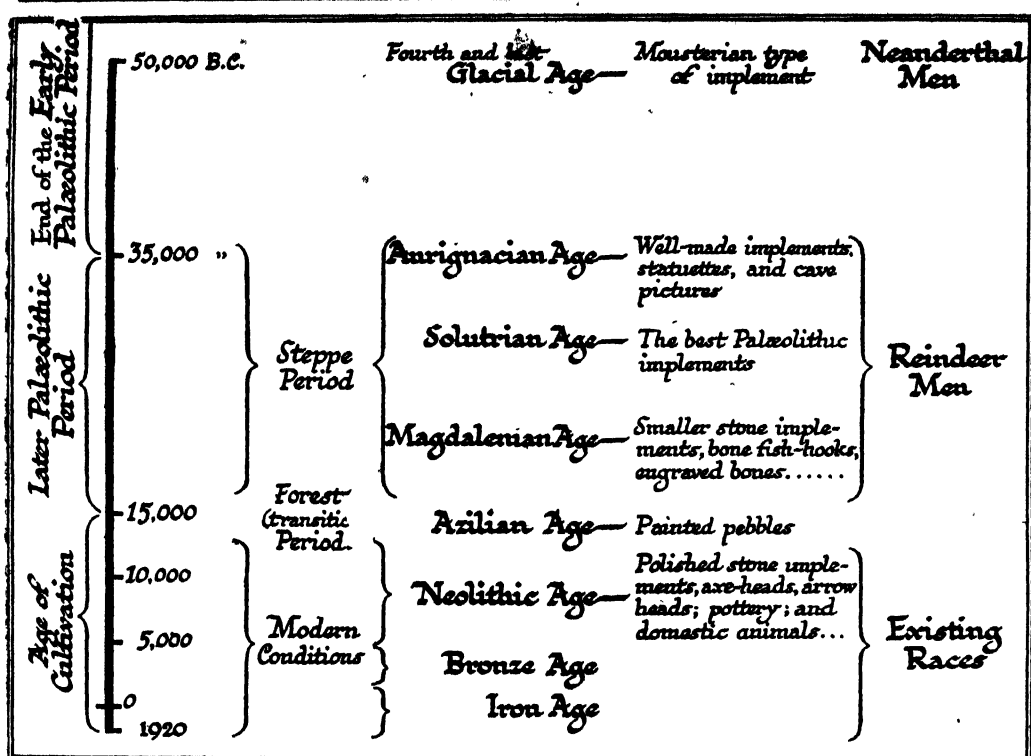 End of the Early
Palæolithic Period
Later Palæolithic
Period
Age of
Cultivation
50,000 B.C.
35,000 "
15,000
10,000
5,000
0
1920
Steppe
Period
Forest
(transitic
Period.
Modern
Conditions
Fourth and last
Glacial Age—
Mousterian type
of implement
Neanderthal
Men
Aurignacian Age—
Well-made implements,
statuettes, and cave
pictures
Solutrian Age—
The best Palæolithic
implements
Magdalenian Age—
Smaller stone imple-
ments, bone fish-hooks,
engraved bones......
Reindeer
Men
Azilian Age—
Painted pebbles
Neolithic Age—
Polished stone imple-
ments, axe-heads, arrow
heads; pottery; and
domestic animals...
Bronze Age
Iron Age
Existing
Races